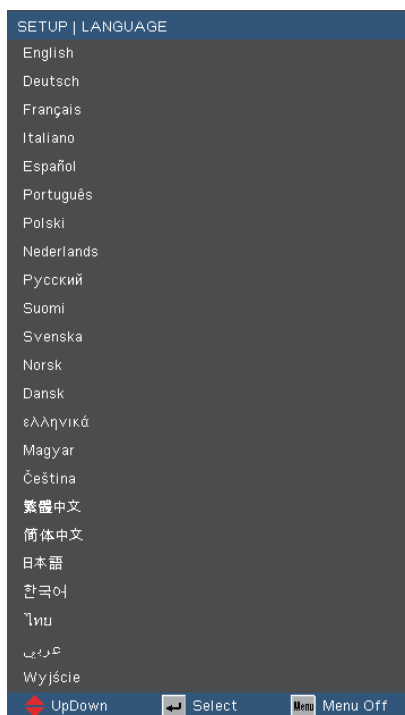 SETUP | LANGUAGE
English
Deutsch
Français
Italiano
Español
Português
Polski
Nederlands
Русский
Suomi
Svenska
Norsk
Dansk
ελληνικά
Magyar
Čeština
繁體中文
简体中文
日本語
한국어
ไทย
عربي
Wyjście
UpDown Select Menu Menu Off